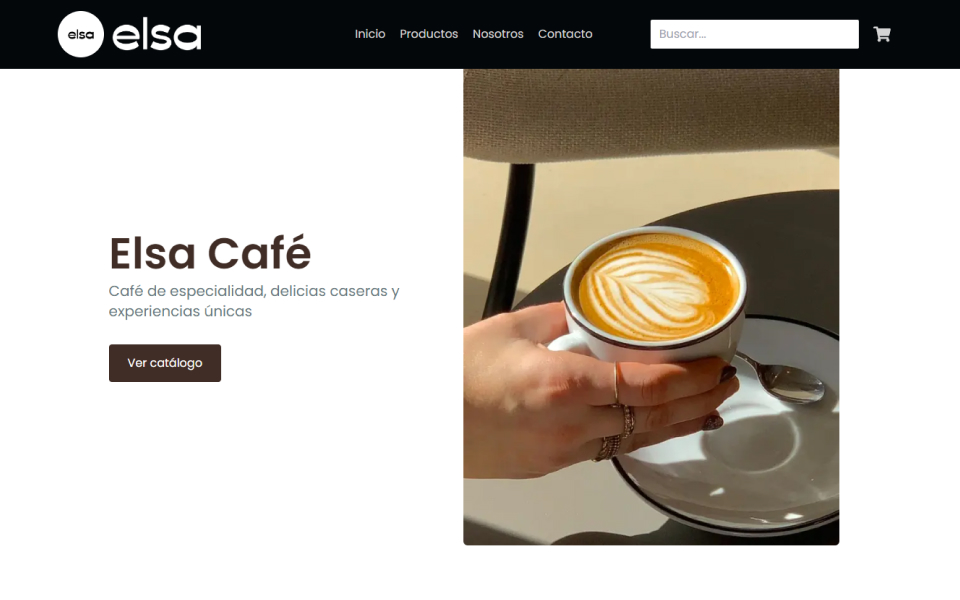 elsa
elsa
Inicio Productos Nosotros Contacto
Buscar...
Elsa Café
Café de especialidad, delicias caseras y
experiencias únicas
Ver catálogo